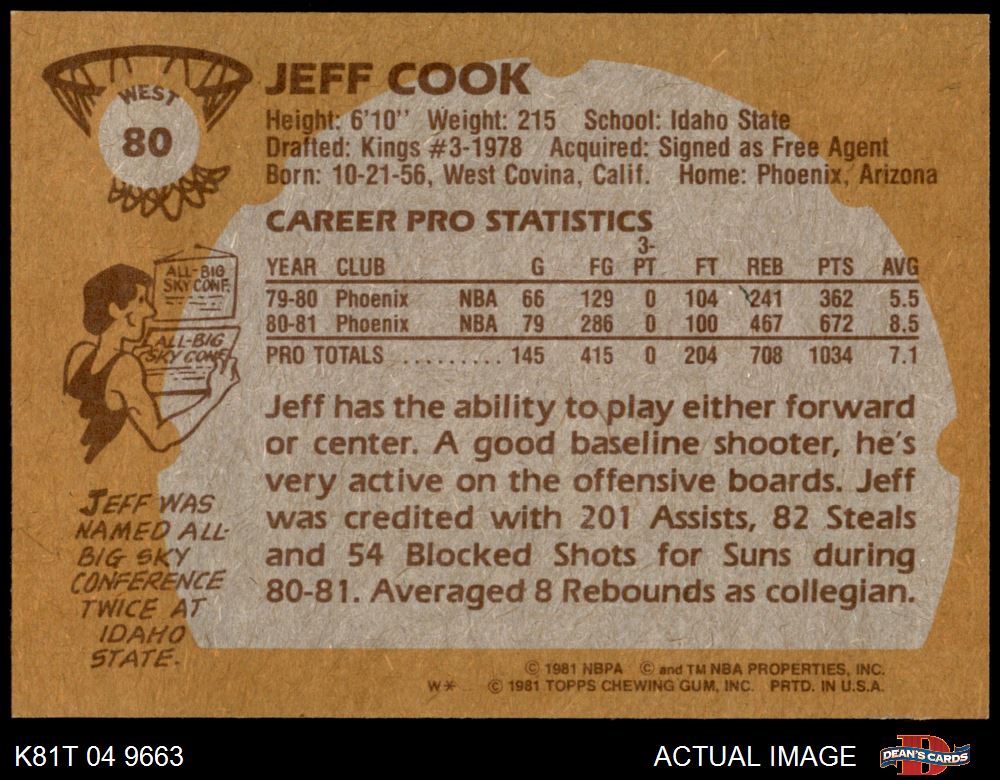 WEST
80
JEFF COOK
Height: 6'10'' Weight: 215 School: Idaho State
Drafted: Kings #3-1978 Acquired: Signed as Free Agent
Born: 10-21-56, West Covina, Calif. Home: Phoenix, Arizona
CAREER PRO STATISTICS
YEAR CLUB G FG 3-PT FT REB PTS AVG
79-80 Phoenix NBA 66 129 0 104 241 362 5.5
80-81 Phoenix NBA 79 286 0 100 467 672 8.5
PRO TOTALS .......... 145 415 0 204 708 1034 7.1
ALL-BIG
SKY CONF.
ALL-BIG
SKY CONF.
JEFF WAS
NAMED ALL-
BIG SKY
CONFERENCE
TWICE AT
IDAHO
STATE.
Jeff has the ability to play either forward
or center. A good baseline shooter, he's
very active on the offensive boards. Jeff
was credited with 201 Assists, 82 Steals
and 54 Blocked Shots for Suns during
80-81. Averaged 8 Rebounds as collegian.
© 1981 NBPA © and TM NBA PROPERTIES, INC.
W* © 1981 TOPPS CHEWING GUM, INC. PRTD. IN U.S.A.
K81T 04 9663
ACTUAL IMAGE
DEAN'S CARDS